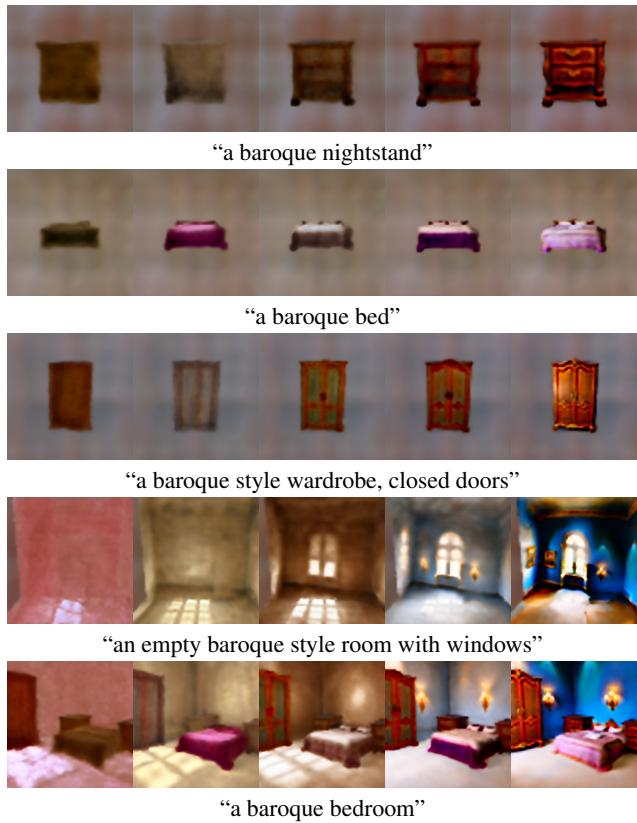 “a baroque nightstand”
“a baroque bed”
“a baroque style wardrobe, closed doors”
“an empty baroque style room with windows”
“a baroque bedroom”